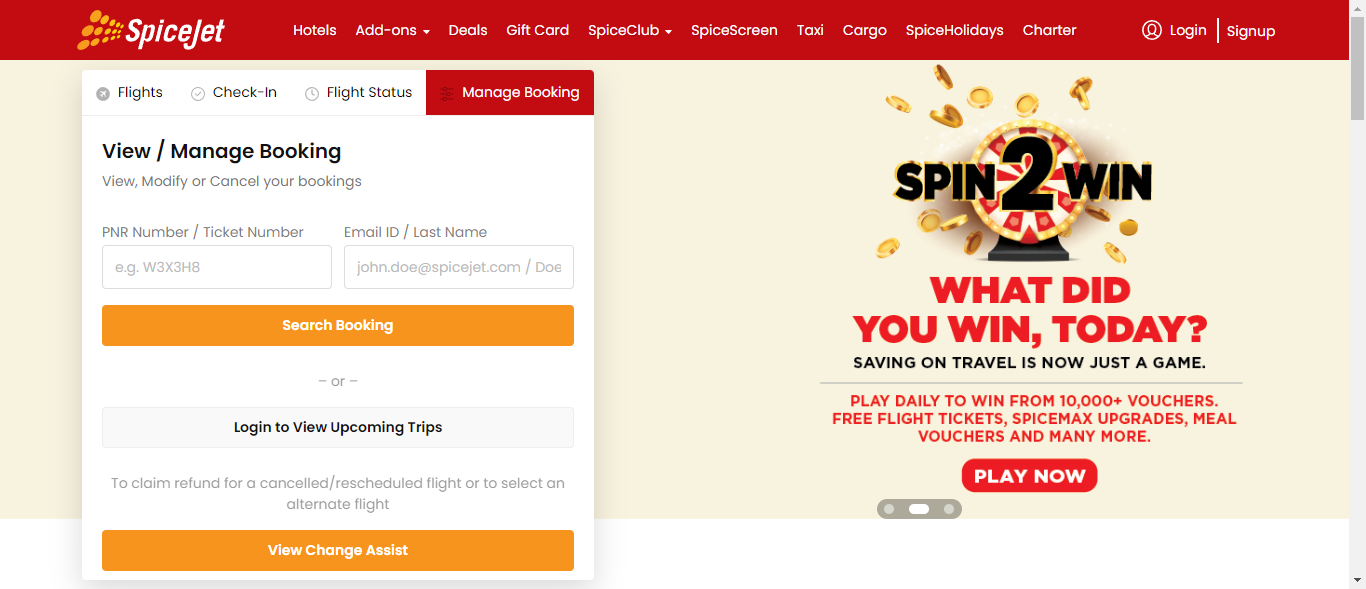 SpiceJet
Hotels Add-ons Deals Gift Card SpiceClub SpiceScreen Taxi Cargo SpiceHolidays Charter Login Signup
Flights Check-In Flight Status Manage Booking
View / Manage Booking
View, Modify or Cancel your bookings
PNR Number / Ticket Number Email ID / Last Name
e.g. W3X3H8 john.doe@spicejet.com / Doe
Search Booking
– or –
Login to View Upcoming Trips
To claim refund for a cancelled/rescheduled flight or to select an
alternate flight
View Change Assist
SPIN 2 WIN
WHAT DID
YOU WIN, TODAY?
SAVING ON TRAVEL IS NOW JUST A GAME.
PLAY DAILY TO WIN FROM 10,000+ VOUCHERS.
FREE FLIGHT TICKETS, SPICEMAX UPGRADES, MEAL
VOUCHERS AND MANY MORE.
PLAY NOW